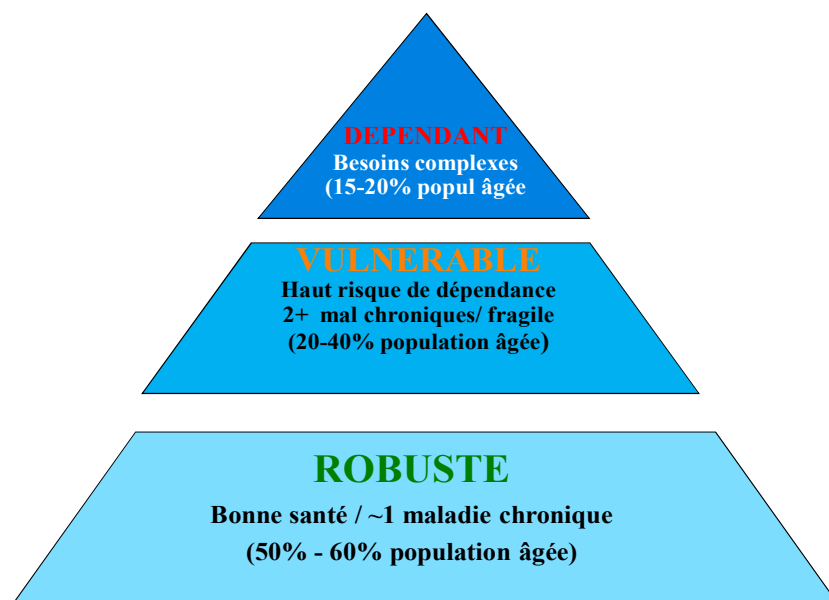 DEPENDANT
Besoins complexes
(15-20% popul âgée
VULNERABLE
Haut risque de dépendance
2+ mal chroniques/ fragile
(20-40% population âgée)
ROBUSTE
Bonne santé / ~1 maladie chronique
(50% - 60% population âgée)